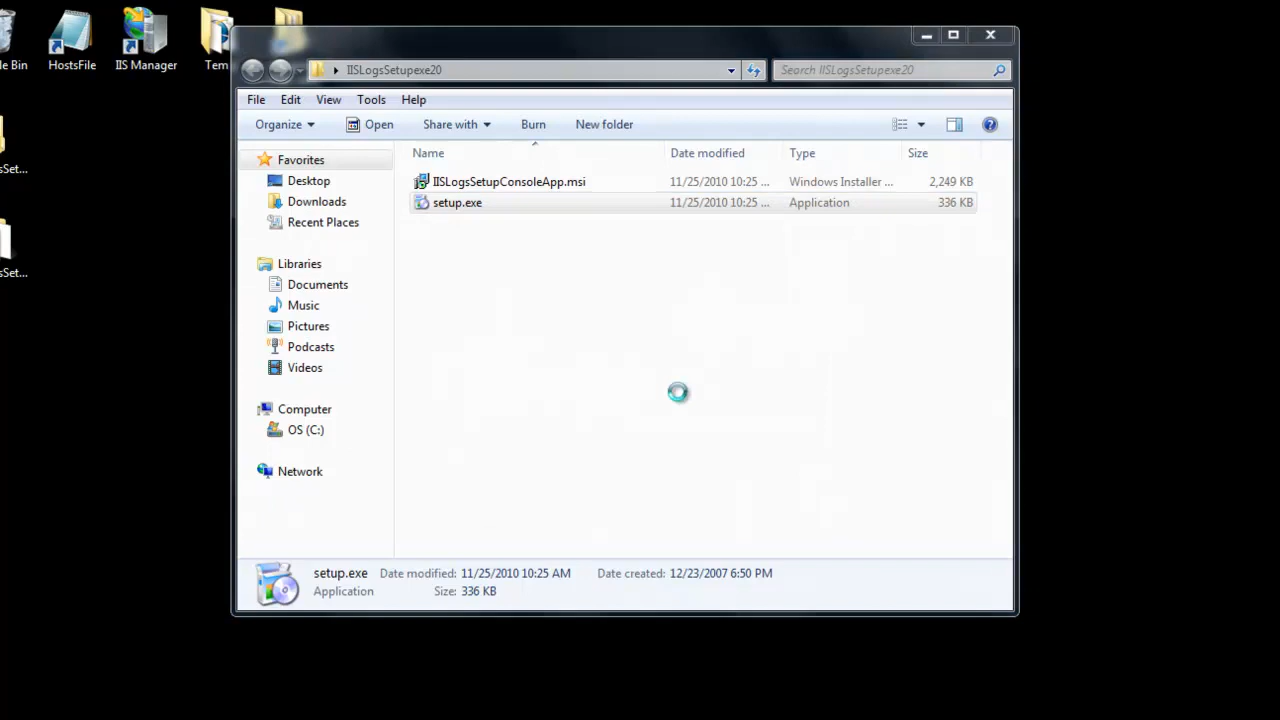 le Bin
HostsFile
IIS Manager
Tem
sSet...
sSet...
IISLogsSetupexe20
Search IISLogsSetupexe20
File Edit View Tools Help
Organize Open Share with Burn New folder
Name Date modified Type Size
IISLogsSetupConsoleApp.msi 11/25/2010 10:25 ... Windows Installer ... 2,249 KB
setup.exe 11/25/2010 10:25 ... Application 336 KB
Favorites
Desktop
Downloads
Recent Places
Libraries
Documents
Music
Pictures
Podcasts
Videos
Computer
OS (C:)
Network
setup.exe Date modified: 11/25/2010 10:25 AM Date created: 12/23/2007 6:50 PM
Application Size: 336 KB